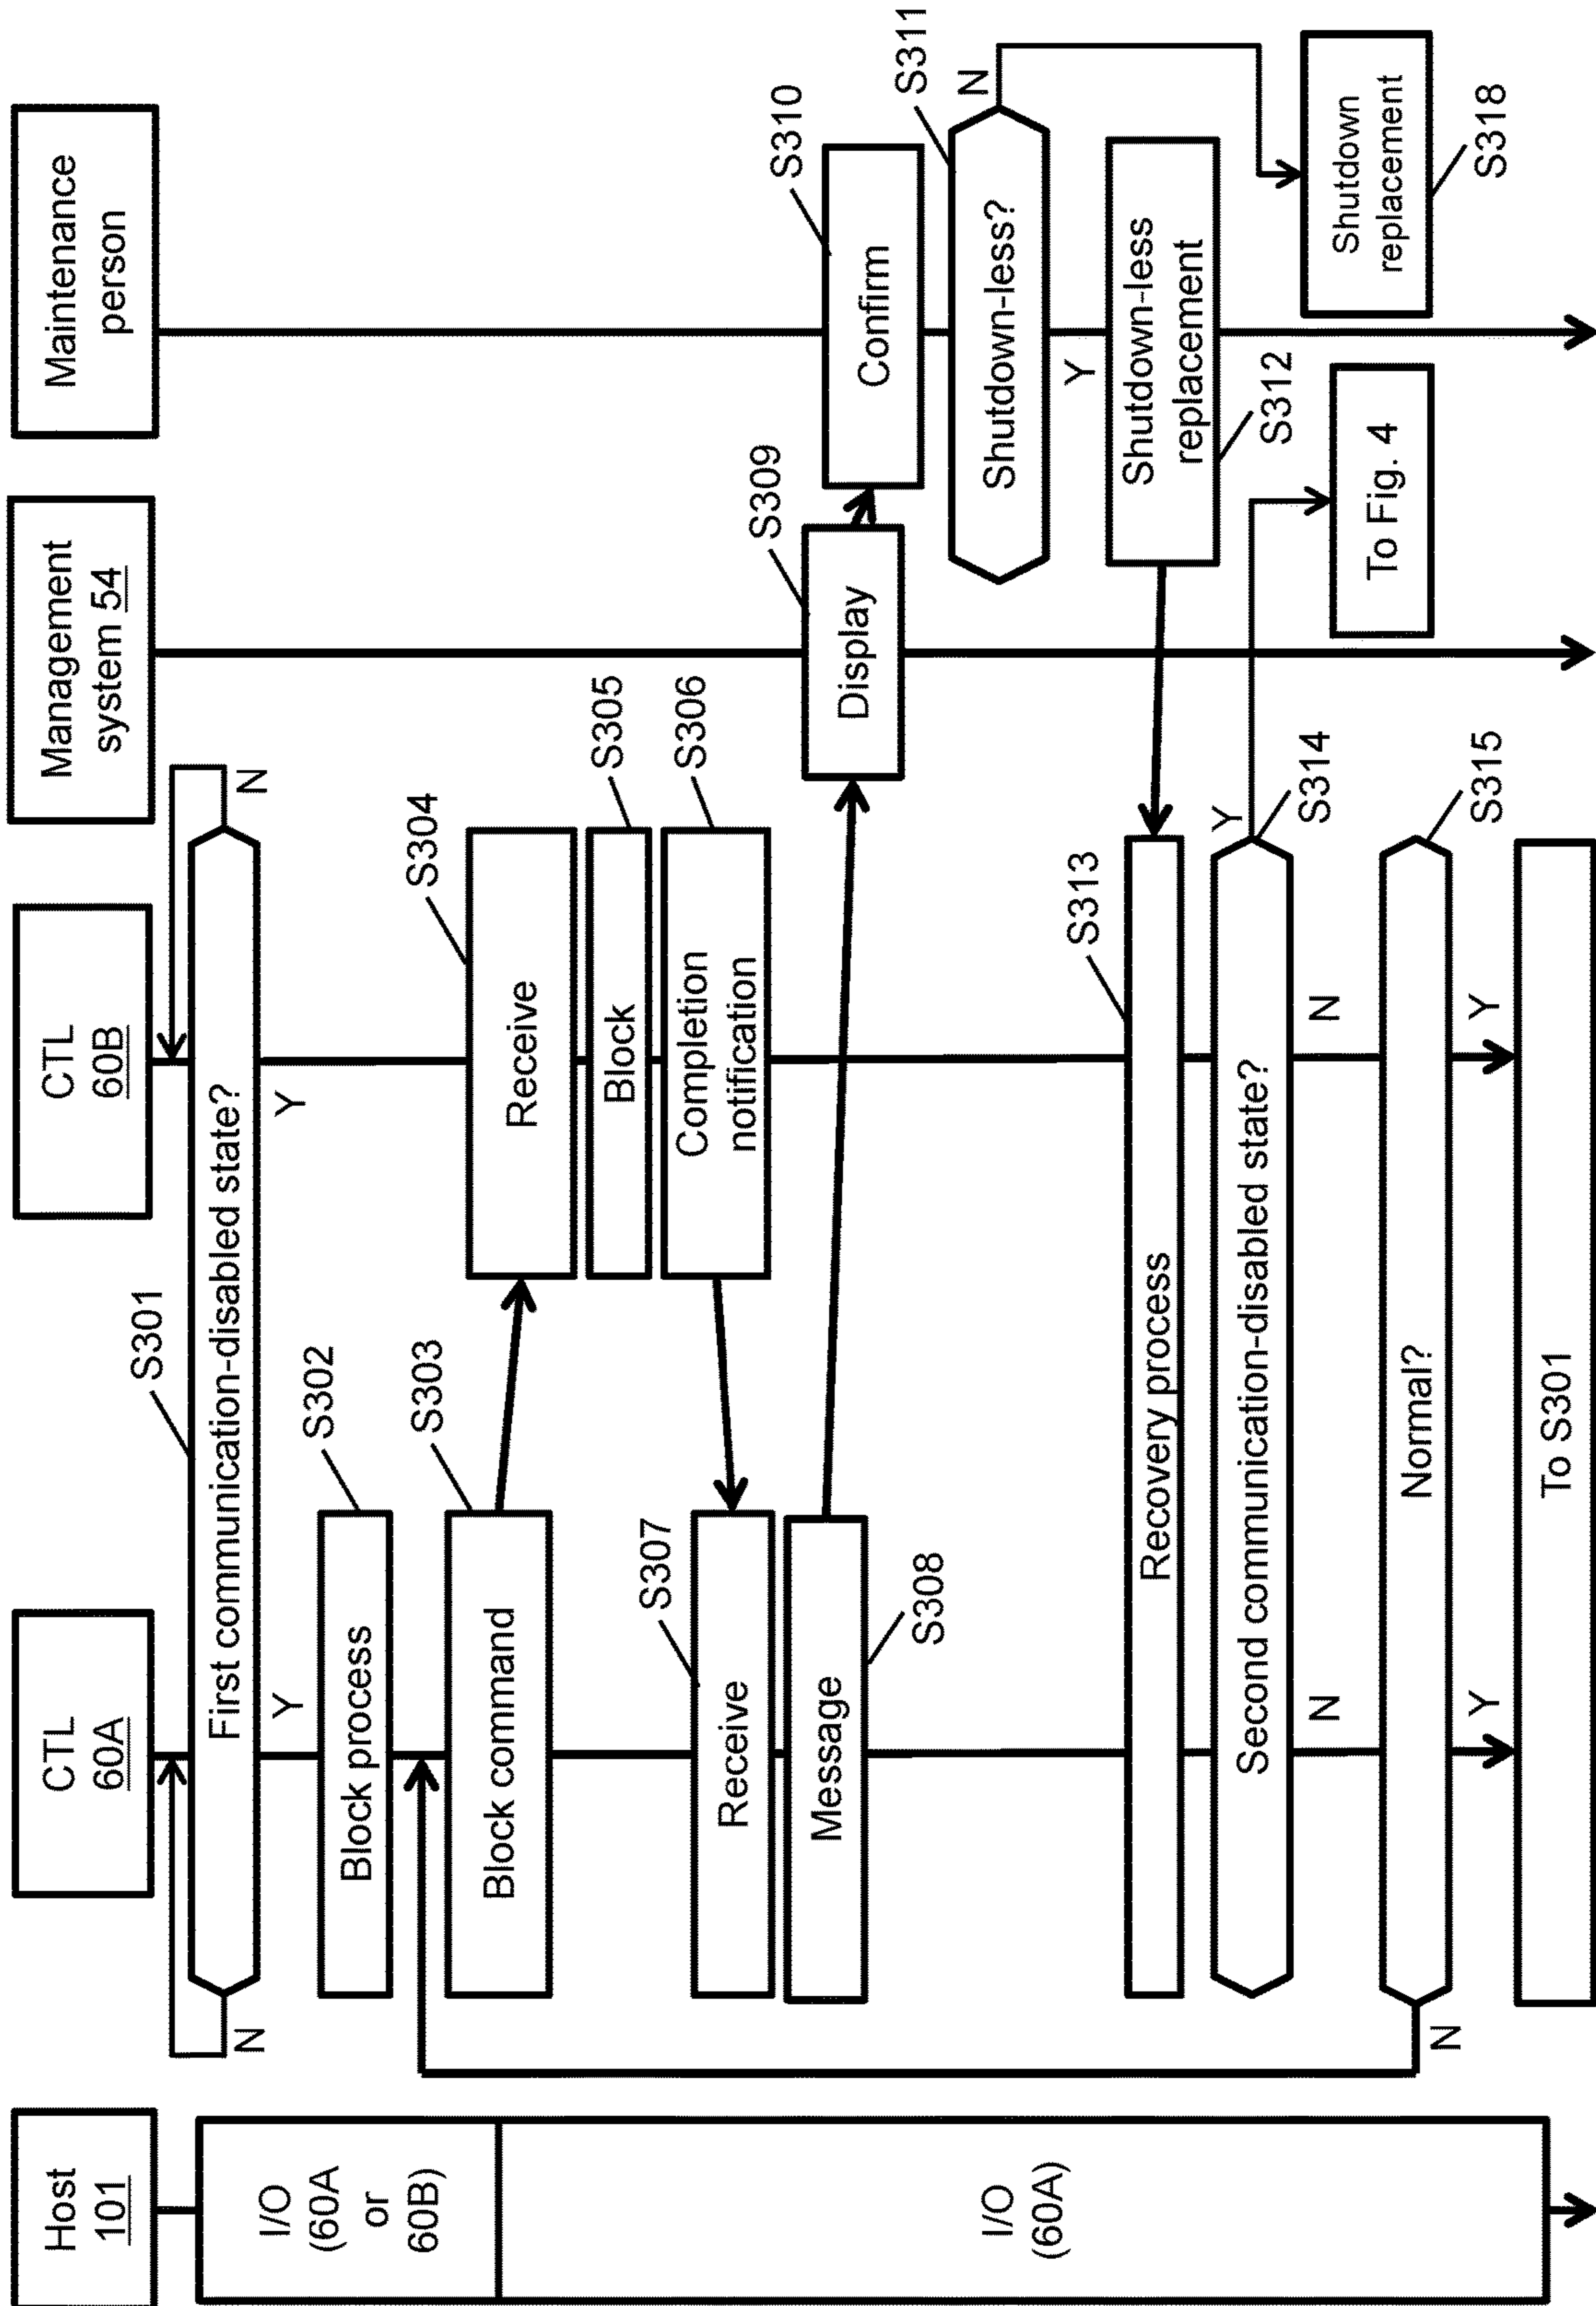 Host
101
CTL
60A
CTL
60B
Management
system 54
Maintenance
person
I/O
(60A
or
60B)
I/O
(60A)
S301
First communication-disabled state?
N
N
Y
Y
S302
Block process
S303
Block command
S304
Receive
S305
Block
S306
Completion
notification
S307
Receive
S308
Message
S309
Display
S310
Confirm
S311
Shutdown-less?
N
Y
Shutdown-less
replacement
S312
Shutdown
replacement
S318
S313
Recovery process
Second communication-disabled state?
Y
S314
To Fig. 4
N
N
Normal?
S315
N
Y
Y
To S301